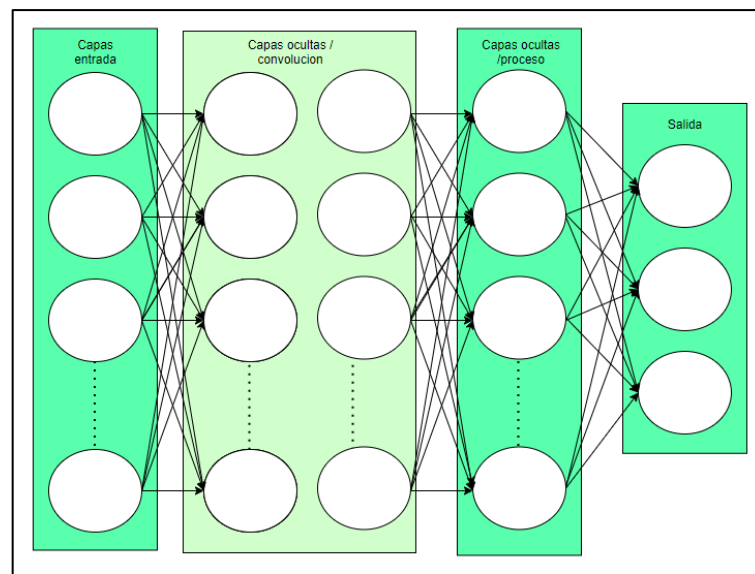 Capas
entrada
Capas ocultas /
convolucion
Capas ocultas
/proceso
Salida